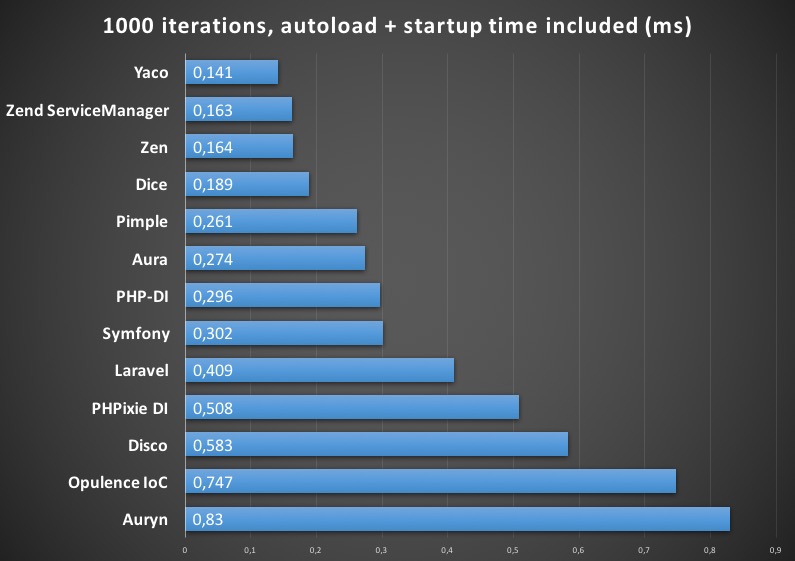 1000 iterations, autoload + startup time included (ms)
Yaco 0,141
Zend ServiceManager 0,163
Zen 0,164
Dice 0,189
Pimple 0,261
Aura 0,274
PHP-DI 0,296
Symfony 0,302
Laravel 0,409
PHPixie DI 0,508
Disco 0,583
Opulence IoC 0,747
Auryn 0,83
0 0,1 0,2 0,3 0,4 0,5 0,6 0,7 0,8 0,9